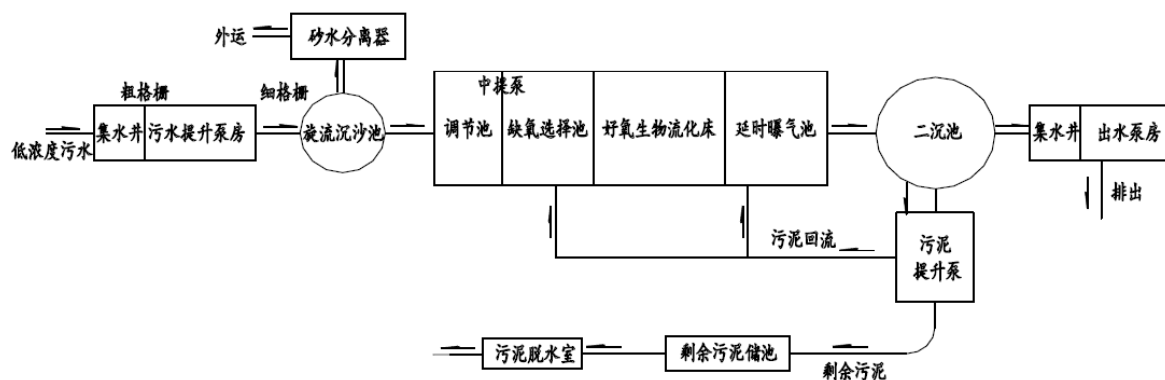 外运
砂水分离器
粗格栅
细格栅
中提泵
集水井
污水提升泵房
旋流沉沙池
调节池
缺氧选择池
好氧生物流化床
延时曝气池
二沉池
集水井
出水泵房
低浓度污水
排出
污泥回流
污泥
提升泵
污泥脱水室
剩余污泥储池
剩余污泥